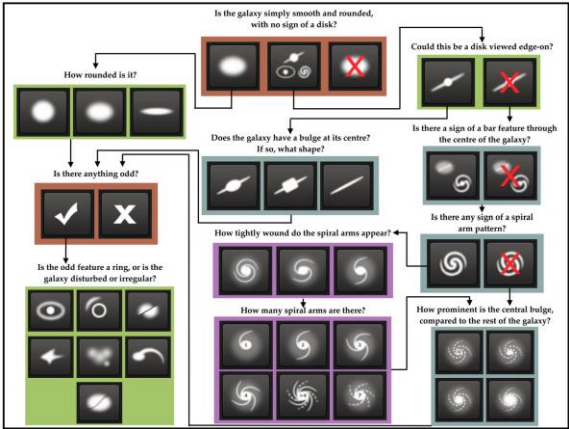 Is the galaxy simply smooth and rounded,
with no sign of a disk?
Could this be a disk viewed edge-on?
How rounded is it?
Does the galaxy have a bulge at its centre?
If so, what shape?
Is there a sign of a bar feature through
the centre of the galaxy?
Is there anything odd?
Is there any sign of a spiral
arm pattern?
How tightly wound do the spiral arms appear?
Is the odd feature a ring, or is the
galaxy disturbed or irregular?
How many spiral arms are there?
How prominent is the central bulge,
compared to the rest of the galaxy?